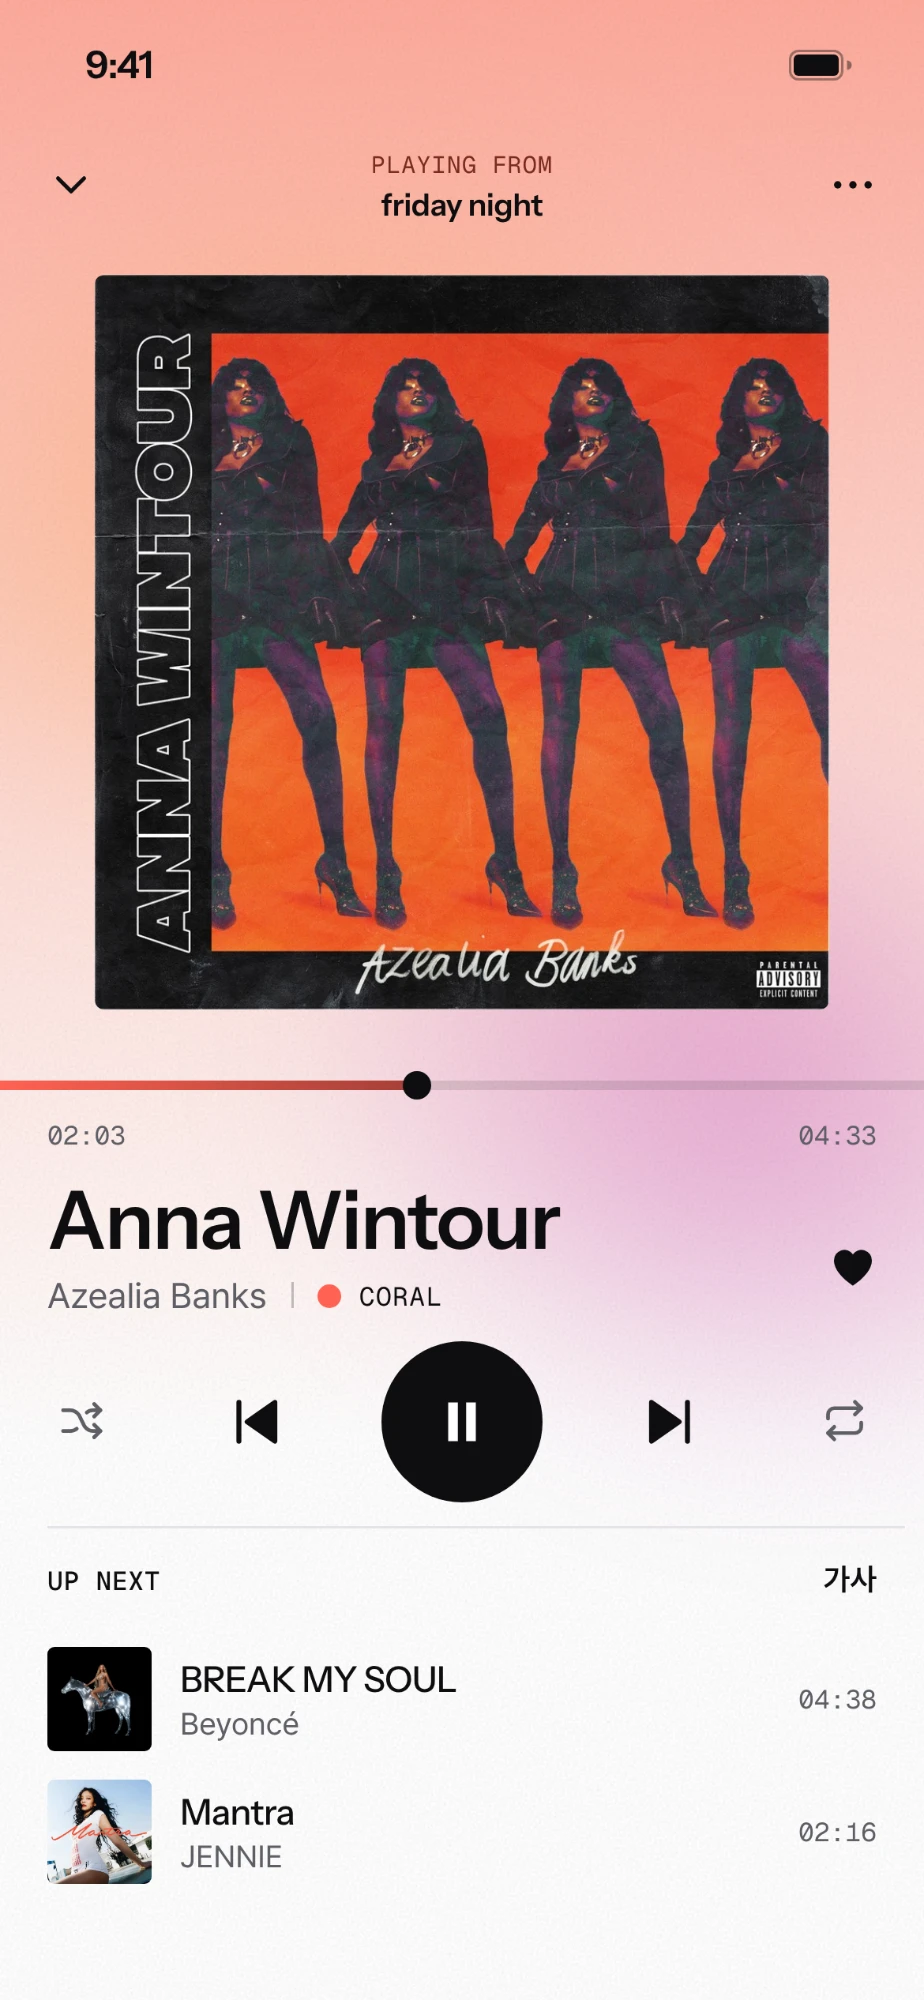 9:41
PLAYING FROM
friday night
ANNA WINTOUR
Azealia Banks
PARENTAL
ADVISORY
EXPLICIT CONTENT
02:03
04:33
Anna Wintour
Azealia Banks
CORAL
UP NEXT
가사
BREAK MY SOUL
Beyoncé
04:38
Mantra
Mantra
JENNIE
02:16